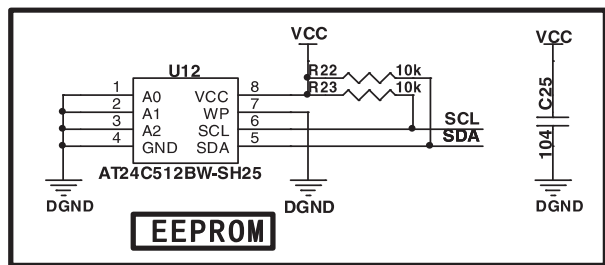 VCC
VCC
U12
R22 10k
R23 10k
1 A0 VCC 8
2 A1 WP 7
3 A2 SCL 6
4 GND SDA 5
SCL
SDA
C25
104
AT24C512BW-SH25
DGND
DGND
DGND
EEPROM